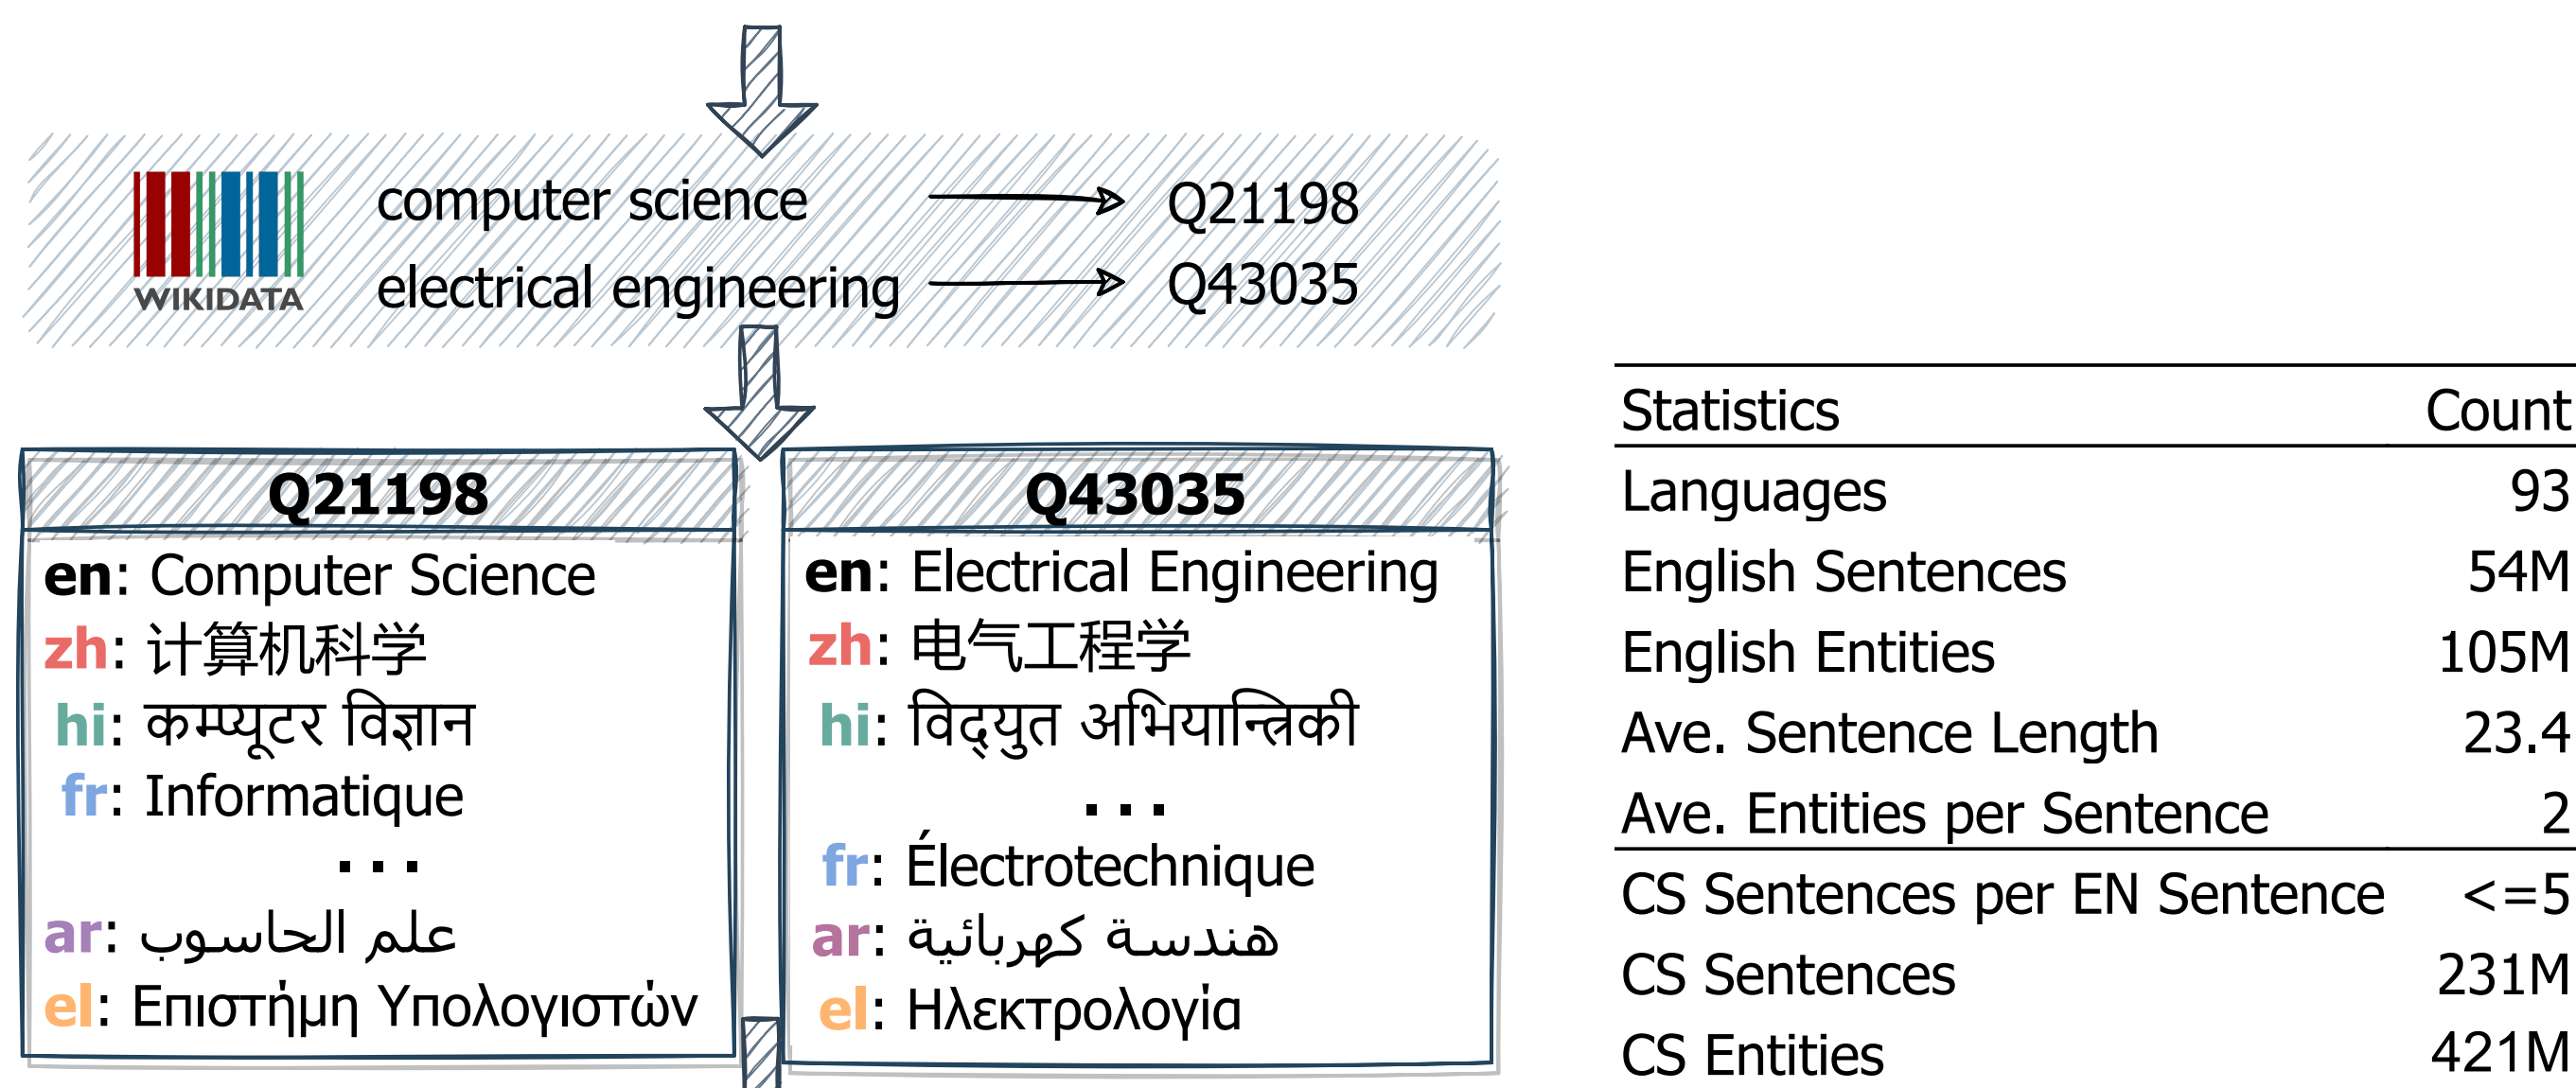 computer science Q21198
WIKIDATA
electrical engineering Q43035
Q21198
en: Computer Science
zh: 计算机科学
hi: कम्प्यूटर विज्ञान
fr: Informatique
...
ar: علم الحاسوب
el: Επιστήμη Υπολογιστών
Q43035
en: Electrical Engineering
zh: 电气工程学
hi: विद्युत अभियान्त्रिकी
...
fr: Électrotechnique
ar: هندسة كهربائية
el: Ηλεκτρολογία
Statistics Count
Languages 93
English Sentences 54M
English Entities 105M
Ave. Sentence Length 23.4
Ave. Entities per Sentence 2
CS Sentences per EN Sentence <=5
CS Sentences 231M
CS Entities 421M